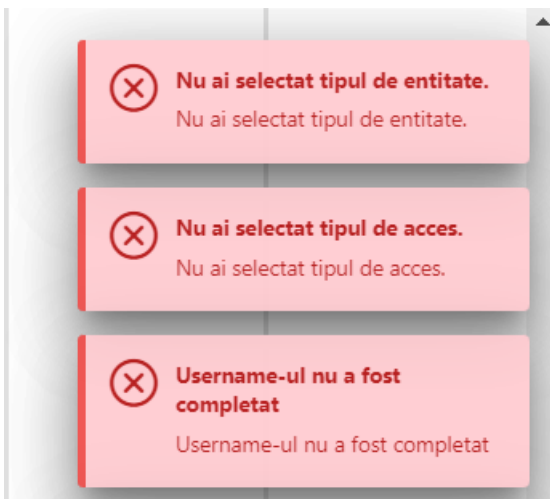 Nu ai selectat tipul de entitate.
Nu ai selectat tipul de entitate.
Nu ai selectat tipul de acces.
Nu ai selectat tipul de acces.
Username-ul nu a fost
completat
Username-ul nu a fost completat